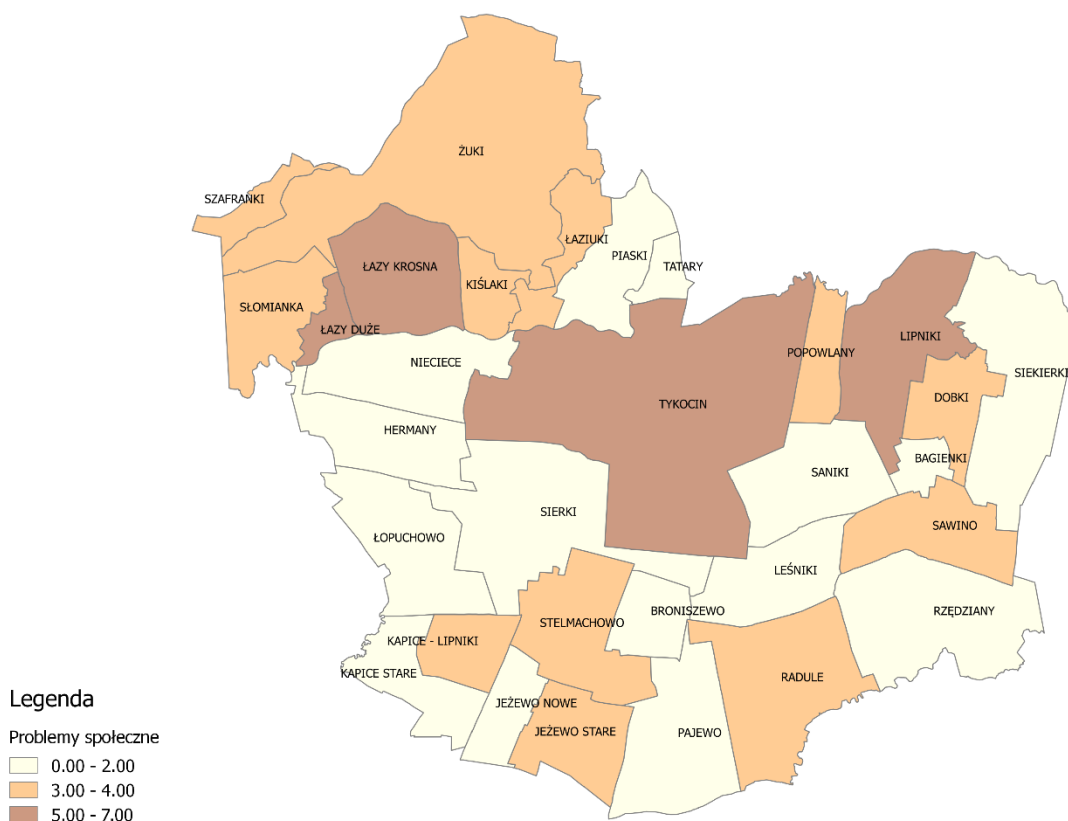 ŻUKI
SZAFRAŃKI
ŁAZIUKI
PIASKI
TATARY
ŁAZY KROSNA
KIŚLAKI
SŁOMIANKA
ŁAZY DUŻE
LIPNIKI
POPOWLANY
NIECIECE
SIEKIERKI
DOBKI
TYKOCIN
HERMANY
BAGIENKI
SANIKI
SIERKI
SAWINO
ŁOPUCHOWO
LEŚNIKI
BRONISZEWO
RZĘDZIANY
STELMACHOWO
KAPICE - LIPNIKI
KAPICE STARE
RADULE
JEŻEWO NOWE
JEŻEWO STARE
PAJEWO
Legenda
Problemy społeczne
0.00 - 2.00
3.00 - 4.00
5.00 - 7.00